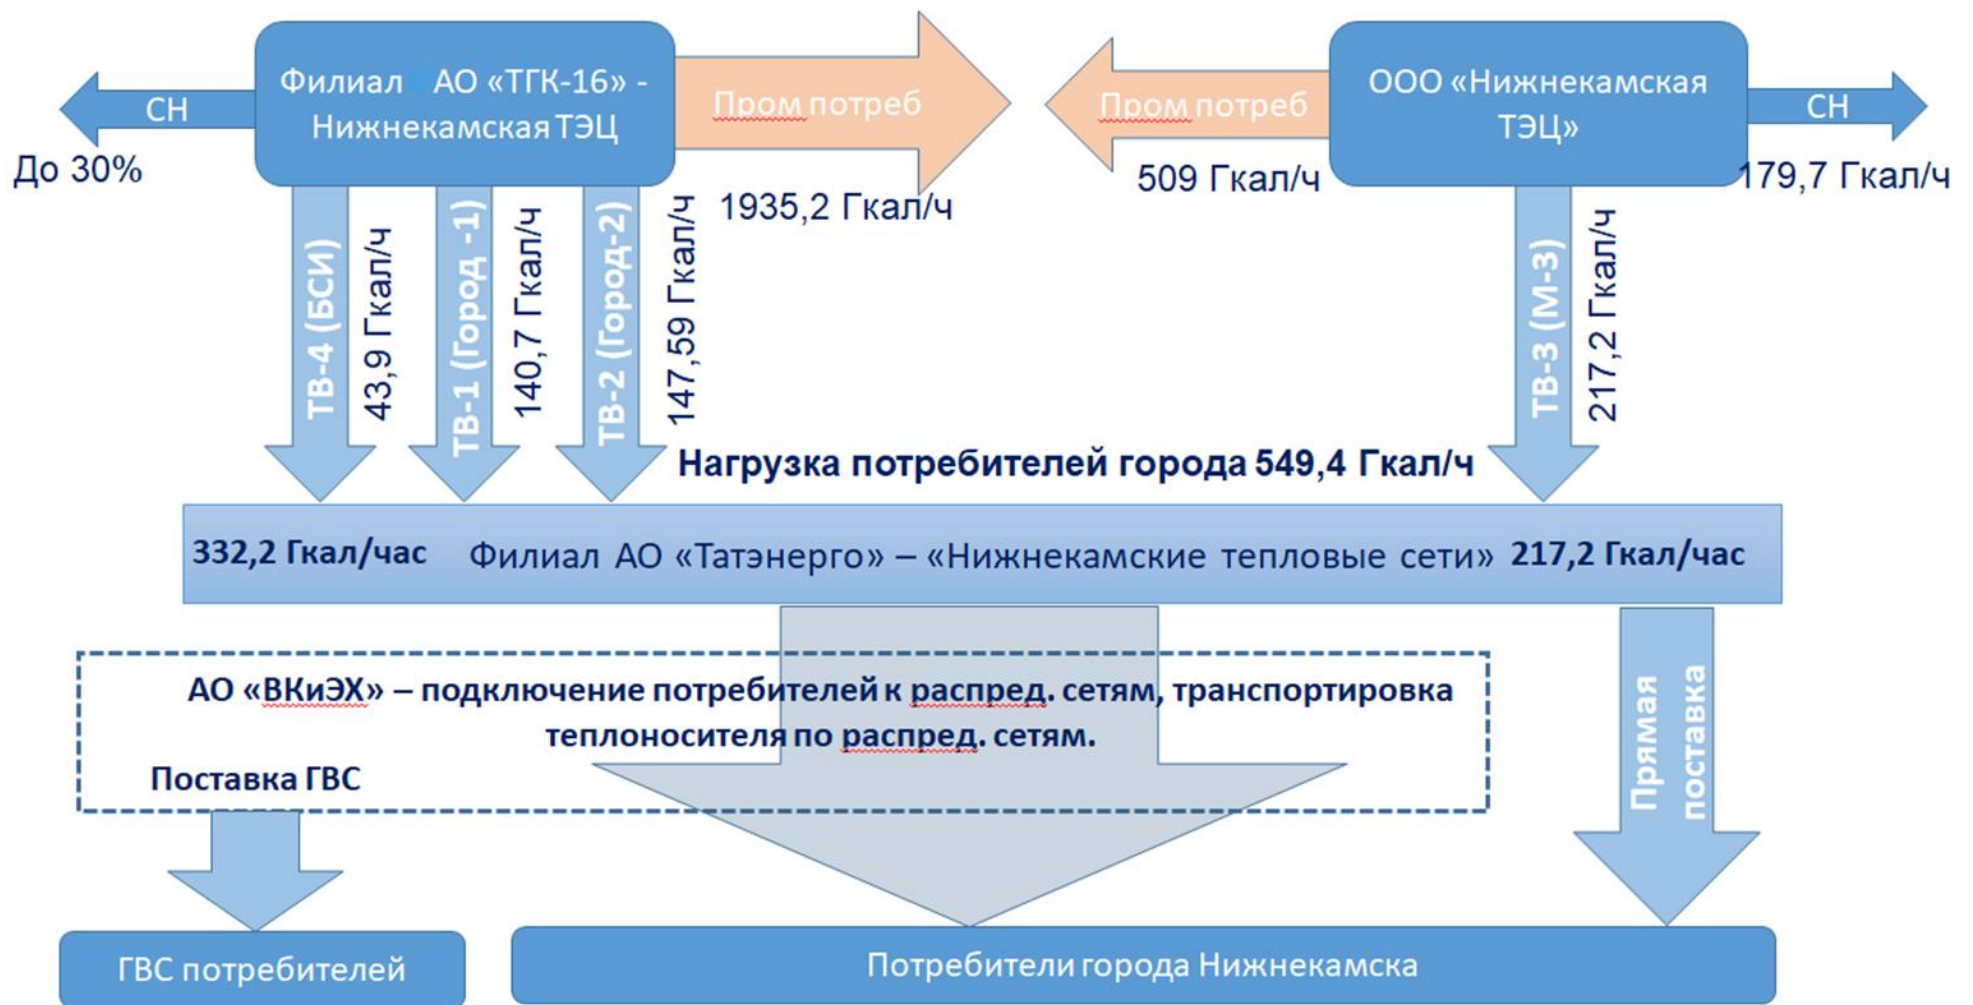 Филиал АО «ТГК-16» -
Нижнекамская ТЭЦ
СН
До 30%
Пром потреб
1935,2 Гкал/ч
Пром потреб
509 Гкал/ч
ООО «Нижнекамская
ТЭЦ»
СН
179,7 Гкал/ч
ТВ-4 (БСИ)
43,9 Гкал/ч
ТВ-1 (Город -1)
140,7 Гкал/ч
ТВ-2 (Город-2)
147,59 Гкал/ч
ТВ-3 (М-3)
217,2 Гкал/ч
Нагрузка потребителей города 549,4 Гкал/ч
332,2 Гкал/час Филиал АО «Татэнерго» – «Нижнекамские тепловые сети» 217,2 Гкал/час
АО «ВКиЭХ» – подключение потребителей к распред. сетям, транспортировка
теплоносителя по распред. сетям.
Поставка ГВС
Прямая
поставка
ГВС потребителей
Потребители города Нижнекамска